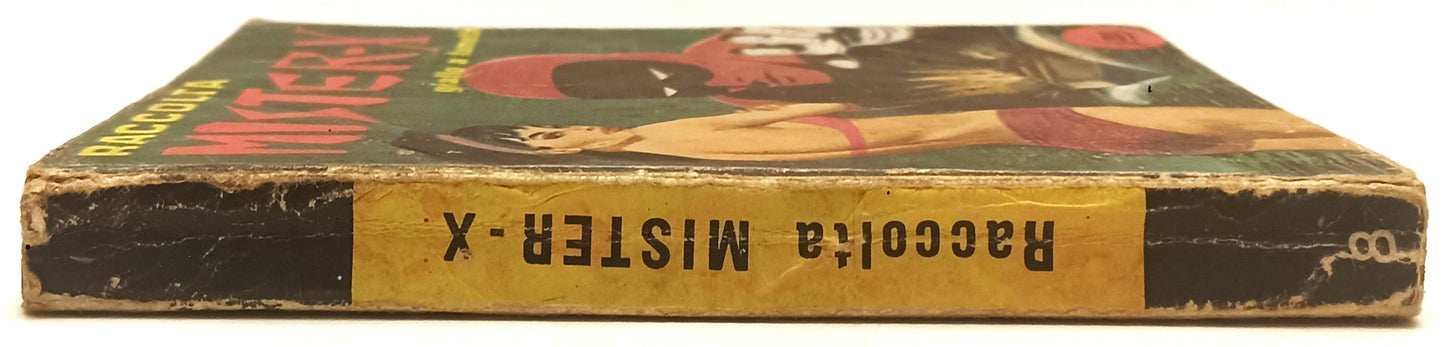 RACCOLTA
MISTER-X
giallo a fumetti
Raccolta MISTER-X
8